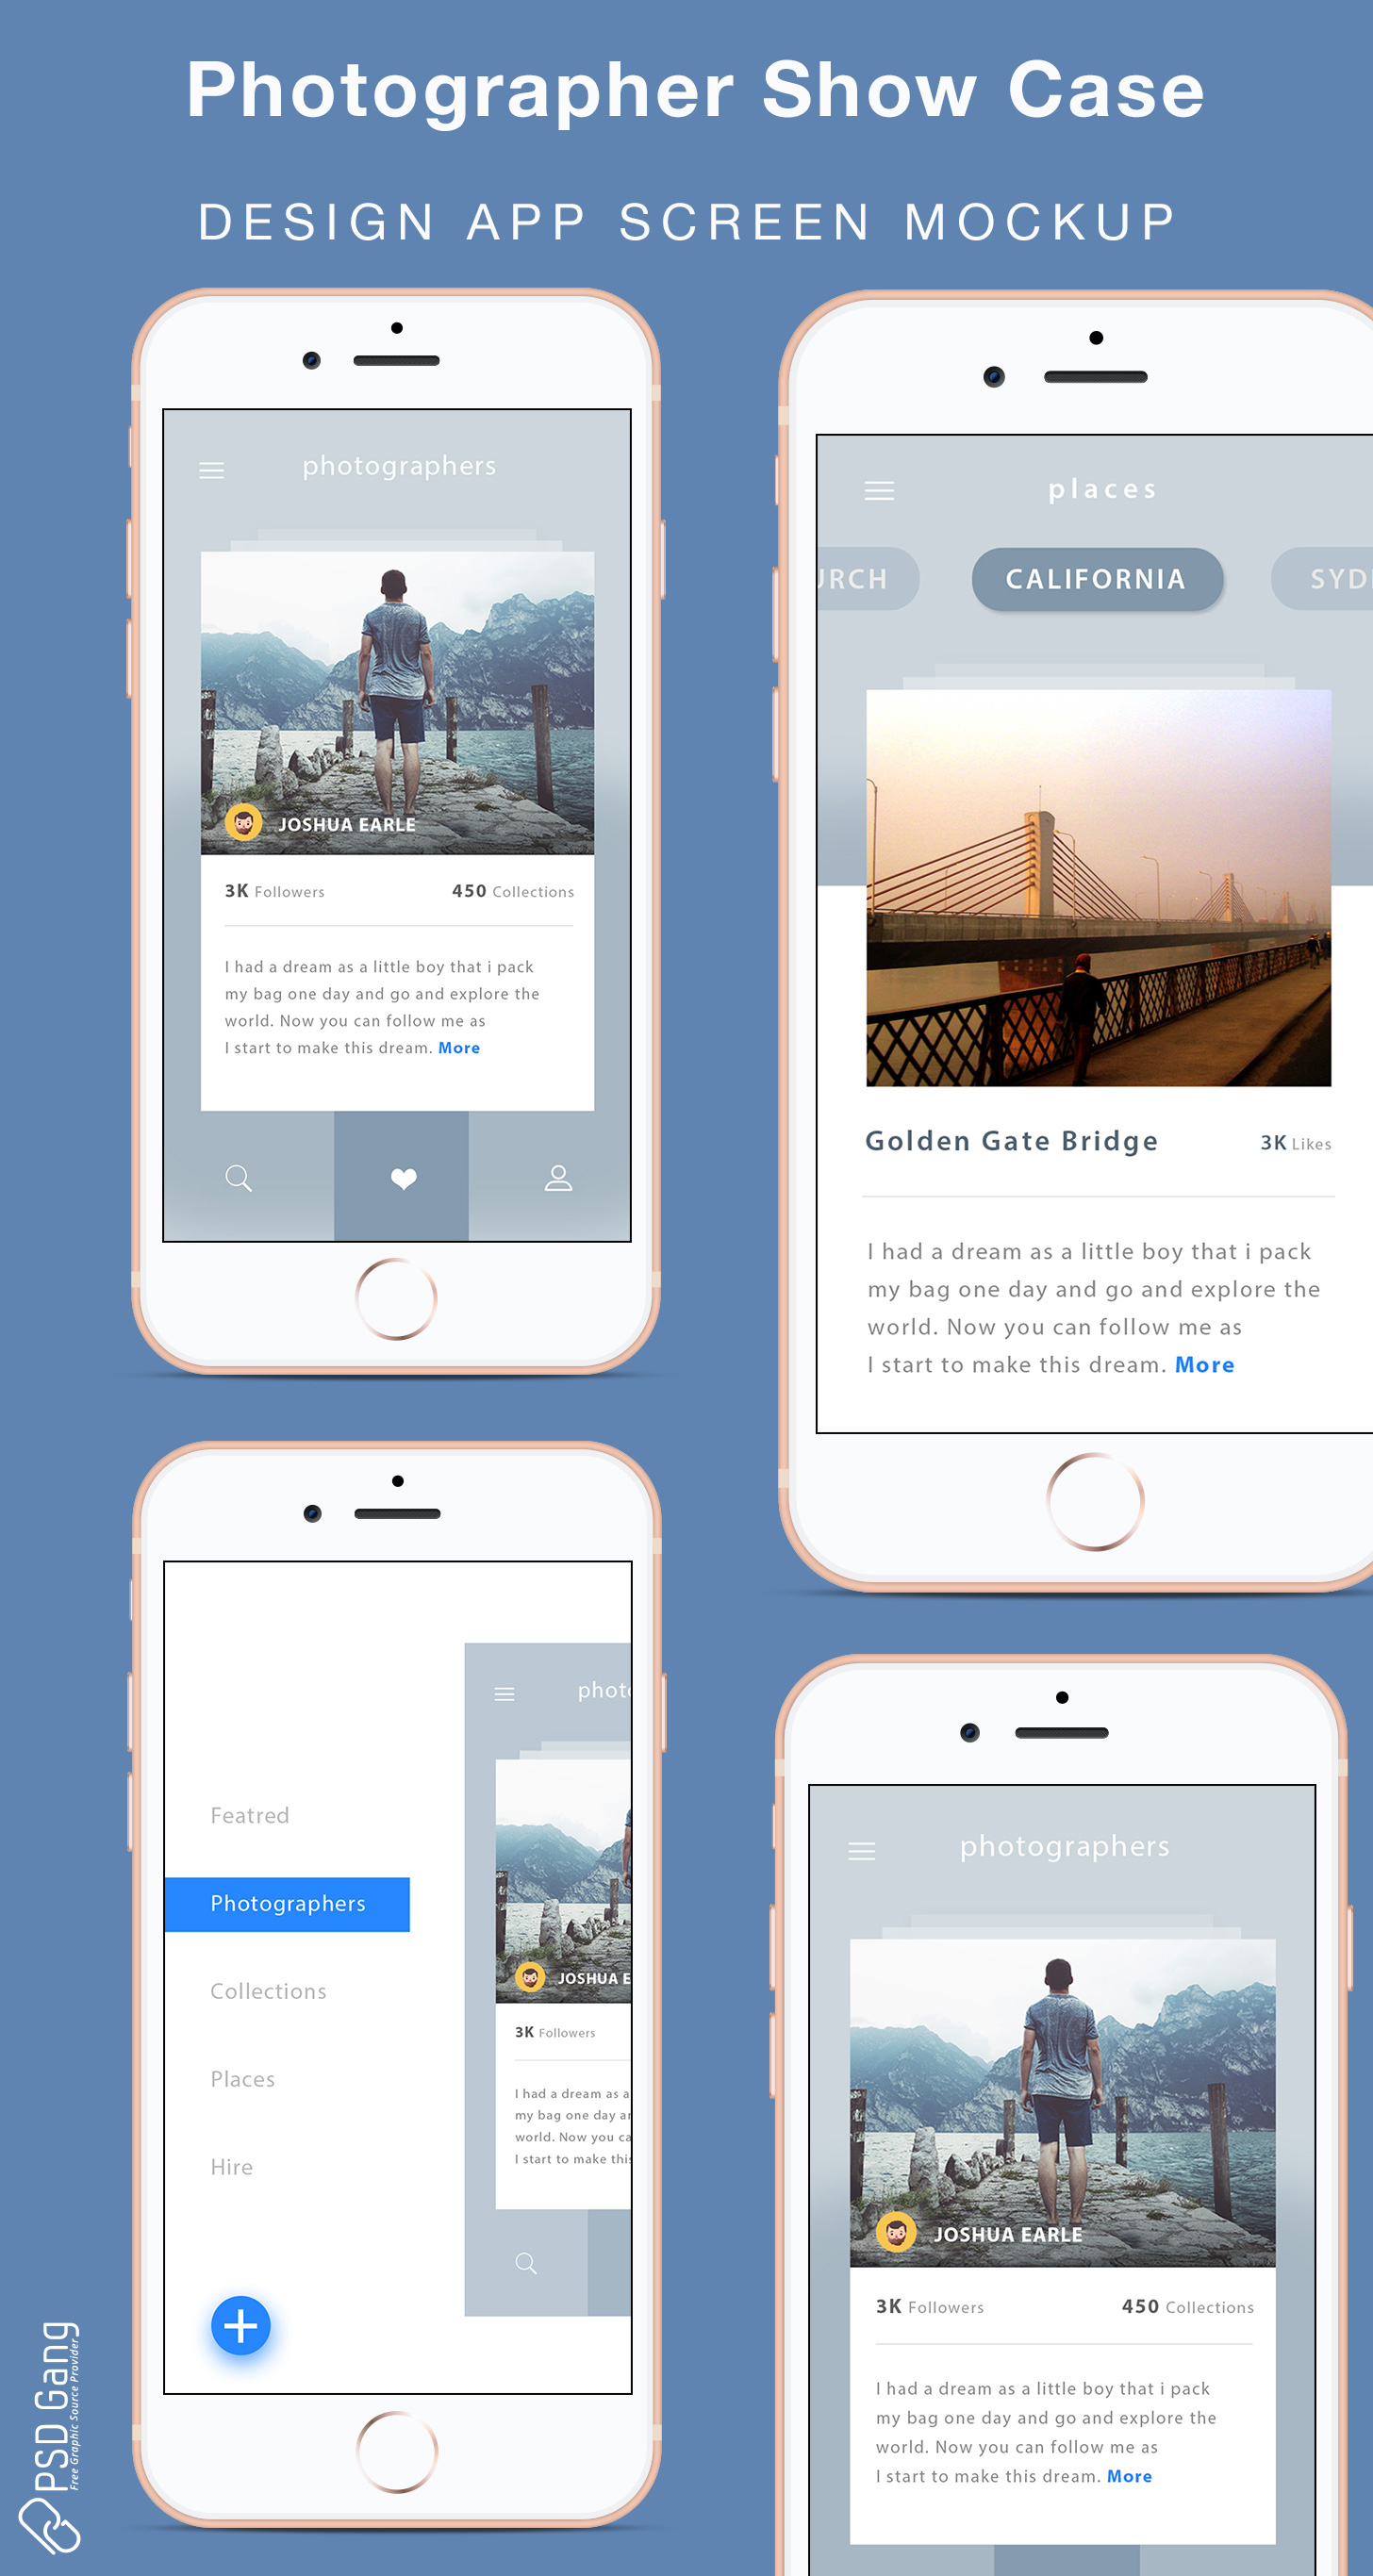 Photographer Show Case
DESIGN APP SCREEN MOCKUP
photographers
JOSHUA EARLE
3K Followers
450 Collections
I had a dream as a little boy that i pack
my bag one day and go and explore the
world. Now you can follow me as
I start to make this dream. More
places
URCH
CALIFORNIA
SYD
Golden Gate Bridge
3K Likes
I had a dream as a little boy that i pack
my bag one day and go and explore the
world. Now you can follow me as
I start to make this dream. More
Featred
Photographers
Collections
Places
Hire
photo
JOSHUA E
3K Followers
I had a dream as a
my bag one day an
world. Now you ca
I start to make this
photographers
JOSHUA EARLE
3K Followers
450 Collections
I had a dream as a little boy that i pack
my bag one day and go and explore the
world. Now you can follow me as
I start to make this dream. More
PSD Gang
Free Graphic Source Provider